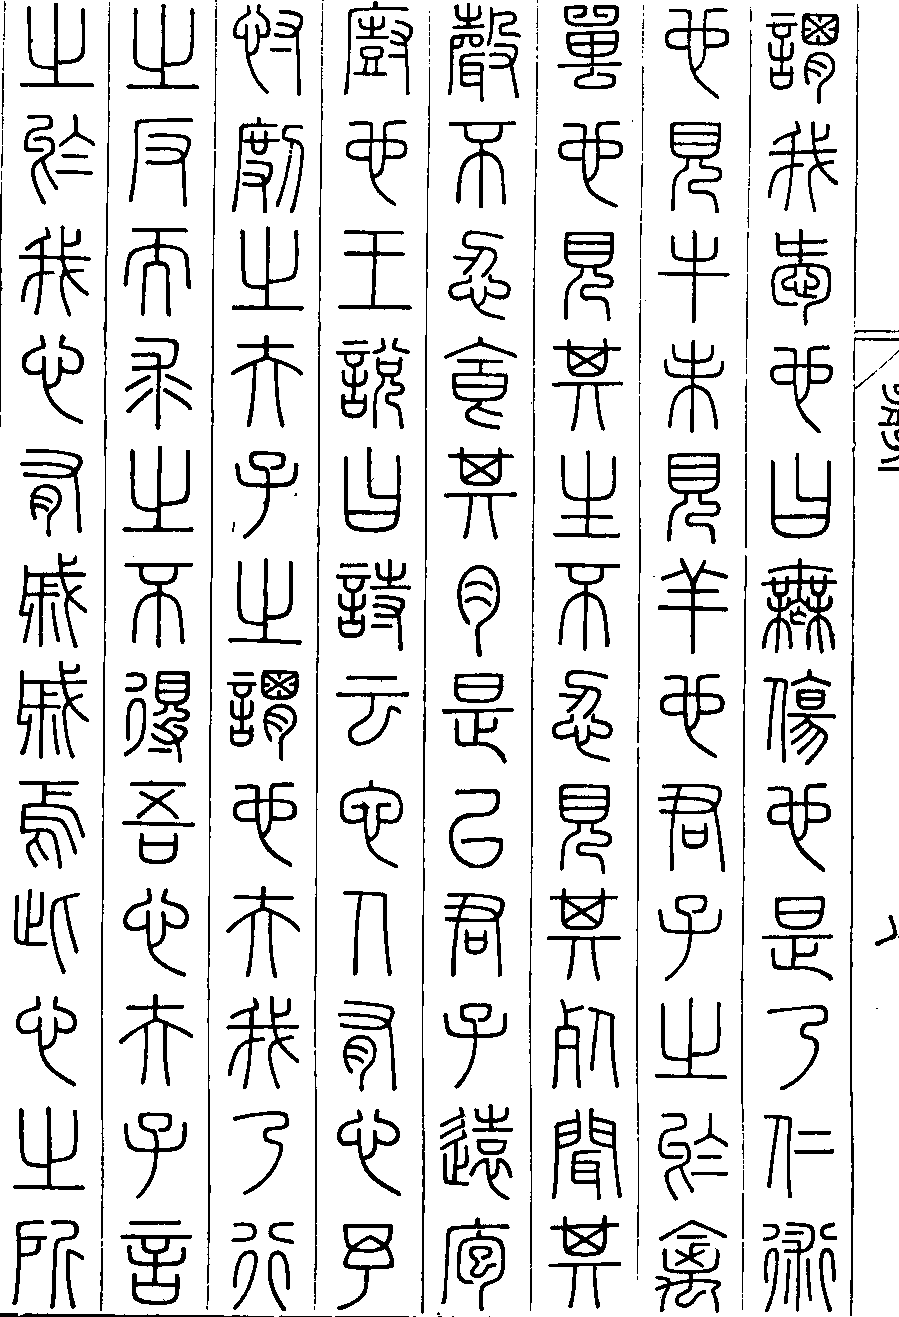 謂我愛也曰無傷也是乃仁術
也見牛未見羊也君子之於禽
獸也見其生不忍見其死聞其
聲不忍食其肉是以君子遠庖
廚也王說曰詩云他人有心予
忖度之夫子之謂也夫我乃行
之反而求之不得吾心夫子言
之於我心有戚戚焉此心之所